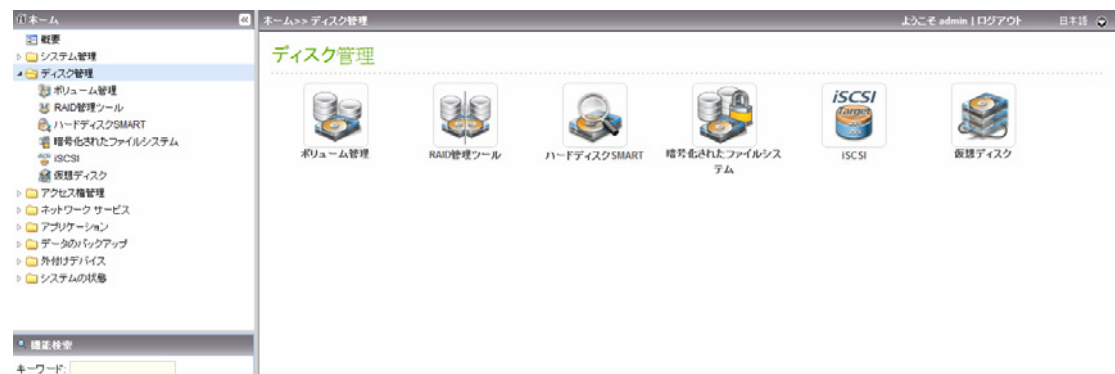 ホーム
概要
システム管理
ディスク管理
ボリューム管理
RAID管理ツール
ハードディスクSMART
暗号化されたファイルシステム
iSCSI
仮想ディスク
アクセス権管理
ネットワーク サービス
アプリケーション
データのバックアップ
外付けデバイス
システムの状態
機能検索
キーワード:
ホーム>> ディスク管理
ようこそ admin | ログアウト
日本語
ディスク管理
ボリューム管理
RAID管理ツール
ハードディスクSMART
暗号化されたファイルシス
テム
iSCSI
Target
ISCSI
仮想ディスク